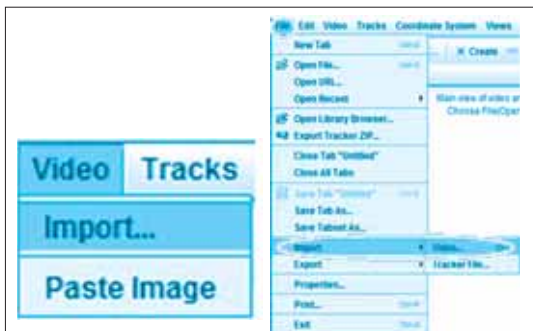 Video Tracks
Import...
Paste Image
File Edit Video Tracks Coordinate System Views
New Tab
Create
Open File...
Open URL...
Open Recent
Main view of video
Choose File|Open
Open Library Browser...
Export Tracker ZIP...
Close Tab "Untitled"
Close All Tabs
Save Tab "Untitled"
Save Tab As...
Save Tabset As...
Import Video...
Export Tracker File...
Properties...
Print...
Exit